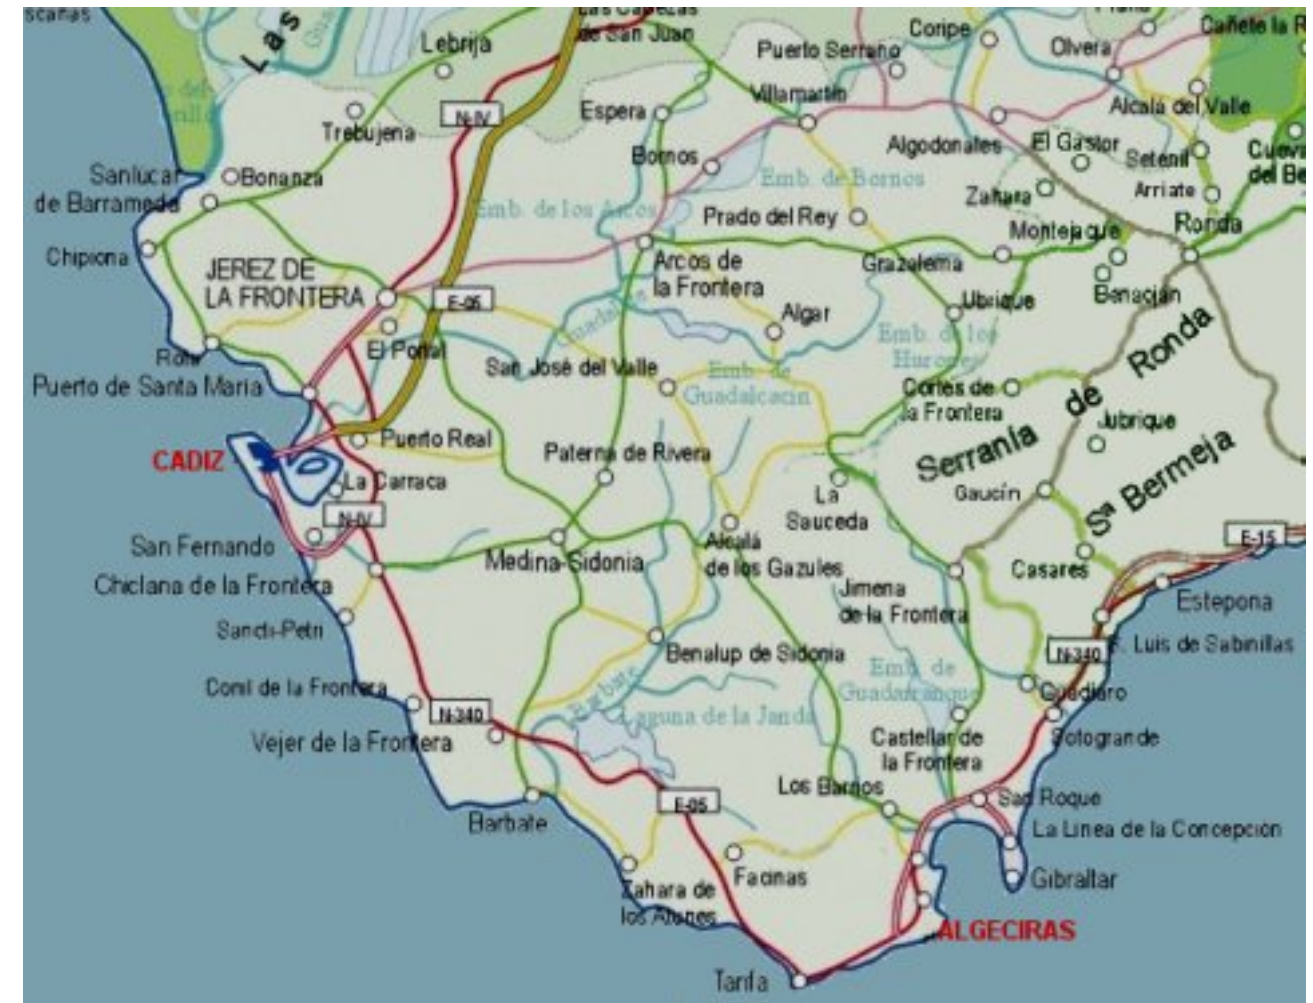 Las
Las Cabezas
de San Juan
Lebrija
Coripe
Olvera
Cañete la R
Puerto Serrano
N-IV
Trebujena
Espera
Villamartín
Alcalá del Valle
Algodonales
El Gastor
Setenil
Cueva
del Be
Bornos
Sanlucar
de Barrameda
Bonanza
Emb. de Bornos
Zahara
Arriate
Emb. de los Arcos
Prado del Rey
Montejaque
Ronda
Chipiona
JEREZ DE
LA FRONTERA
Arcos de
la Frontera
Grazalema
Benaoján
E-05
Ubrique
Algar
El Portal
Rota
Emb. de los
Hurones
San José del Valle
Emb. de
Guadalcacin
Puerto de Santa Maria
Cortes de
la Frontera
Serranía de Ronda
Jubrique
Puerto Real
CADIZ
Paterna de Rivera
La Carraca
La
Sauceda
Gaucín
Sª Bermeja
N-IV
San Fernando
Medina-Sidonia
Alcalá
de los Gazules
E-15
Casares
Chiclana de la Frontera
Jimena
de la Frontera
Estepona
Sancti-Petri
N-340
Luis de Sabinillas
Benalup de Sidonia
Emb. de
Guadarranque
Conil de la Frontera
Barbate
Guadiaro
N-340
Laguna de la Janda
Vejer de la Frontera
Castellar de
la Frontera
Sotogrande
Los Barrios
E-05
San Roque
Barbate
La Linea de la Concepción
Zahara de
los Atunes
Facinas
Gibraltar
ALGECIRAS
Tarifa